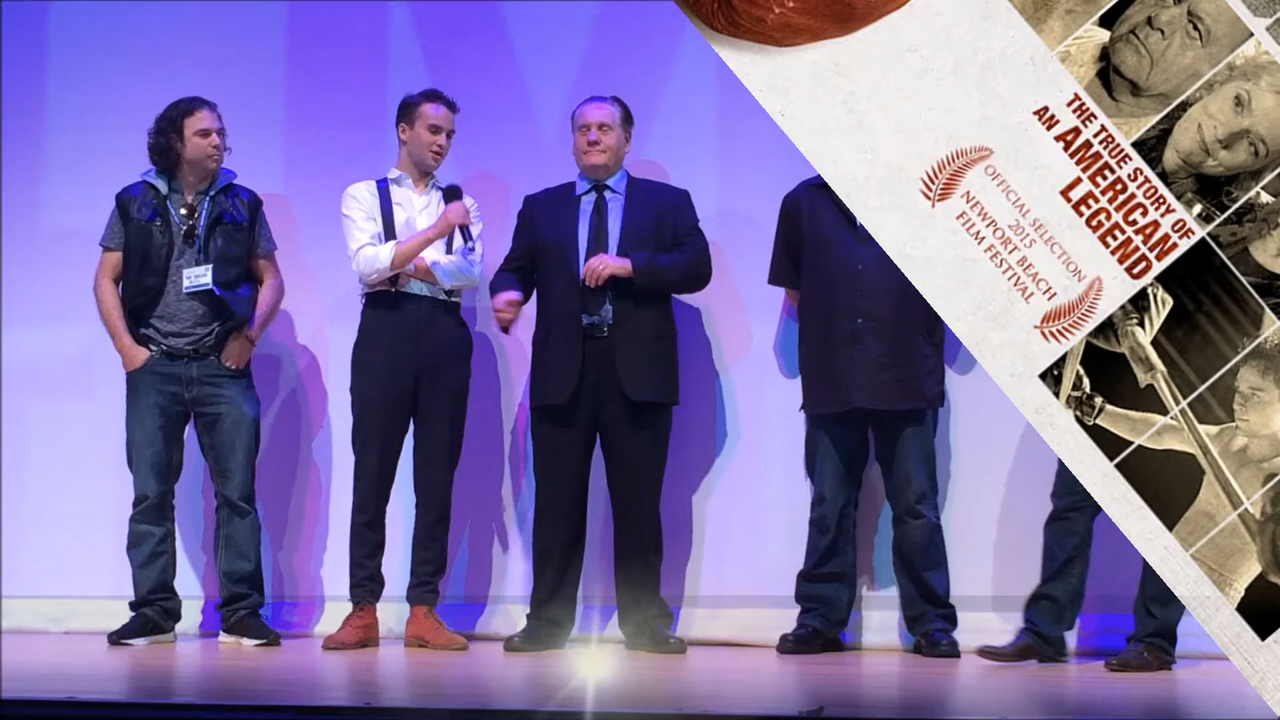 THE TRUE STORY OF
AN AMERICAN
LEGEND
OFFICIAL SELECTION
2015
NEWPORT BEACH
FILM FESTIVAL